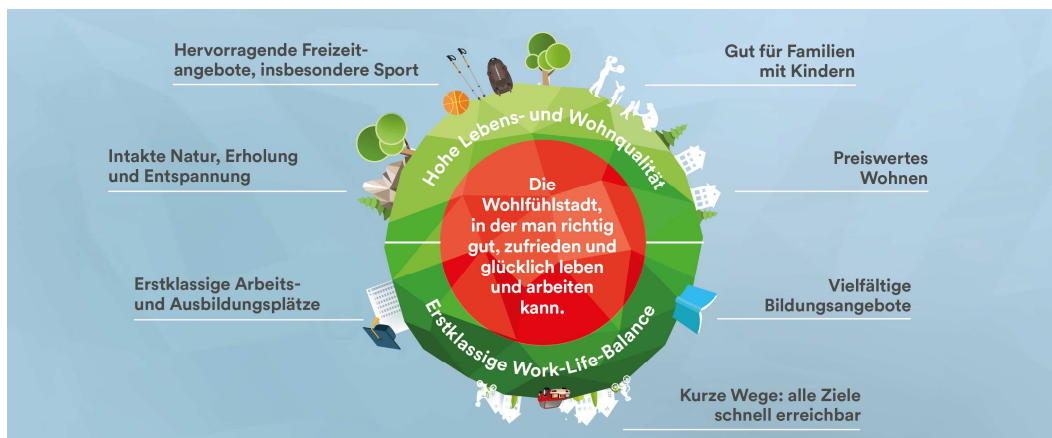 Hervorragende Freizeit-
angebote, insbesondere Sport
Gut für Familien
mit Kindern
Intakte Natur, Erholung
und Entspannung
Preiswertes
Wohnen
Hohe Lebens- und Wohnqualität
Die
Wohlfühlstadt,
in der man richtig
gut, zufrieden und
glücklich leben
und arbeiten
kann.
Erstklassige Arbeits-
und Ausbildungsplätze
Vielfältige
Bildungsangebote
Erstklassige Work-Life-Balance
Kurze Wege: alle Ziele
schnell erreichbar